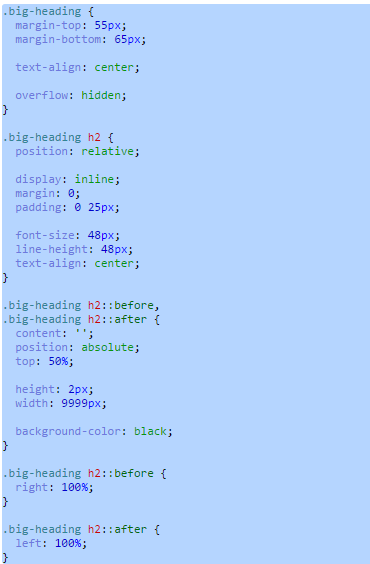 .big-heading {
  margin-top: 55px;
  margin-bottom: 65px;

  text-align: center;

  overflow: hidden;
}

.big-heading h2 {
  position: relative;

  display: inline;
  margin: 0;
  padding: 0 25px;

  font-size: 48px;
  line-height: 48px;
  text-align: center;
}

.big-heading h2::before,
.big-heading h2::after {
  content: '';
  position: absolute;
  top: 50%;

  height: 2px;
  width: 9999px;

  background-color: black;
}

.big-heading h2::before {
  right: 100%;
}

.big-heading h2::after {
  left: 100%;
}